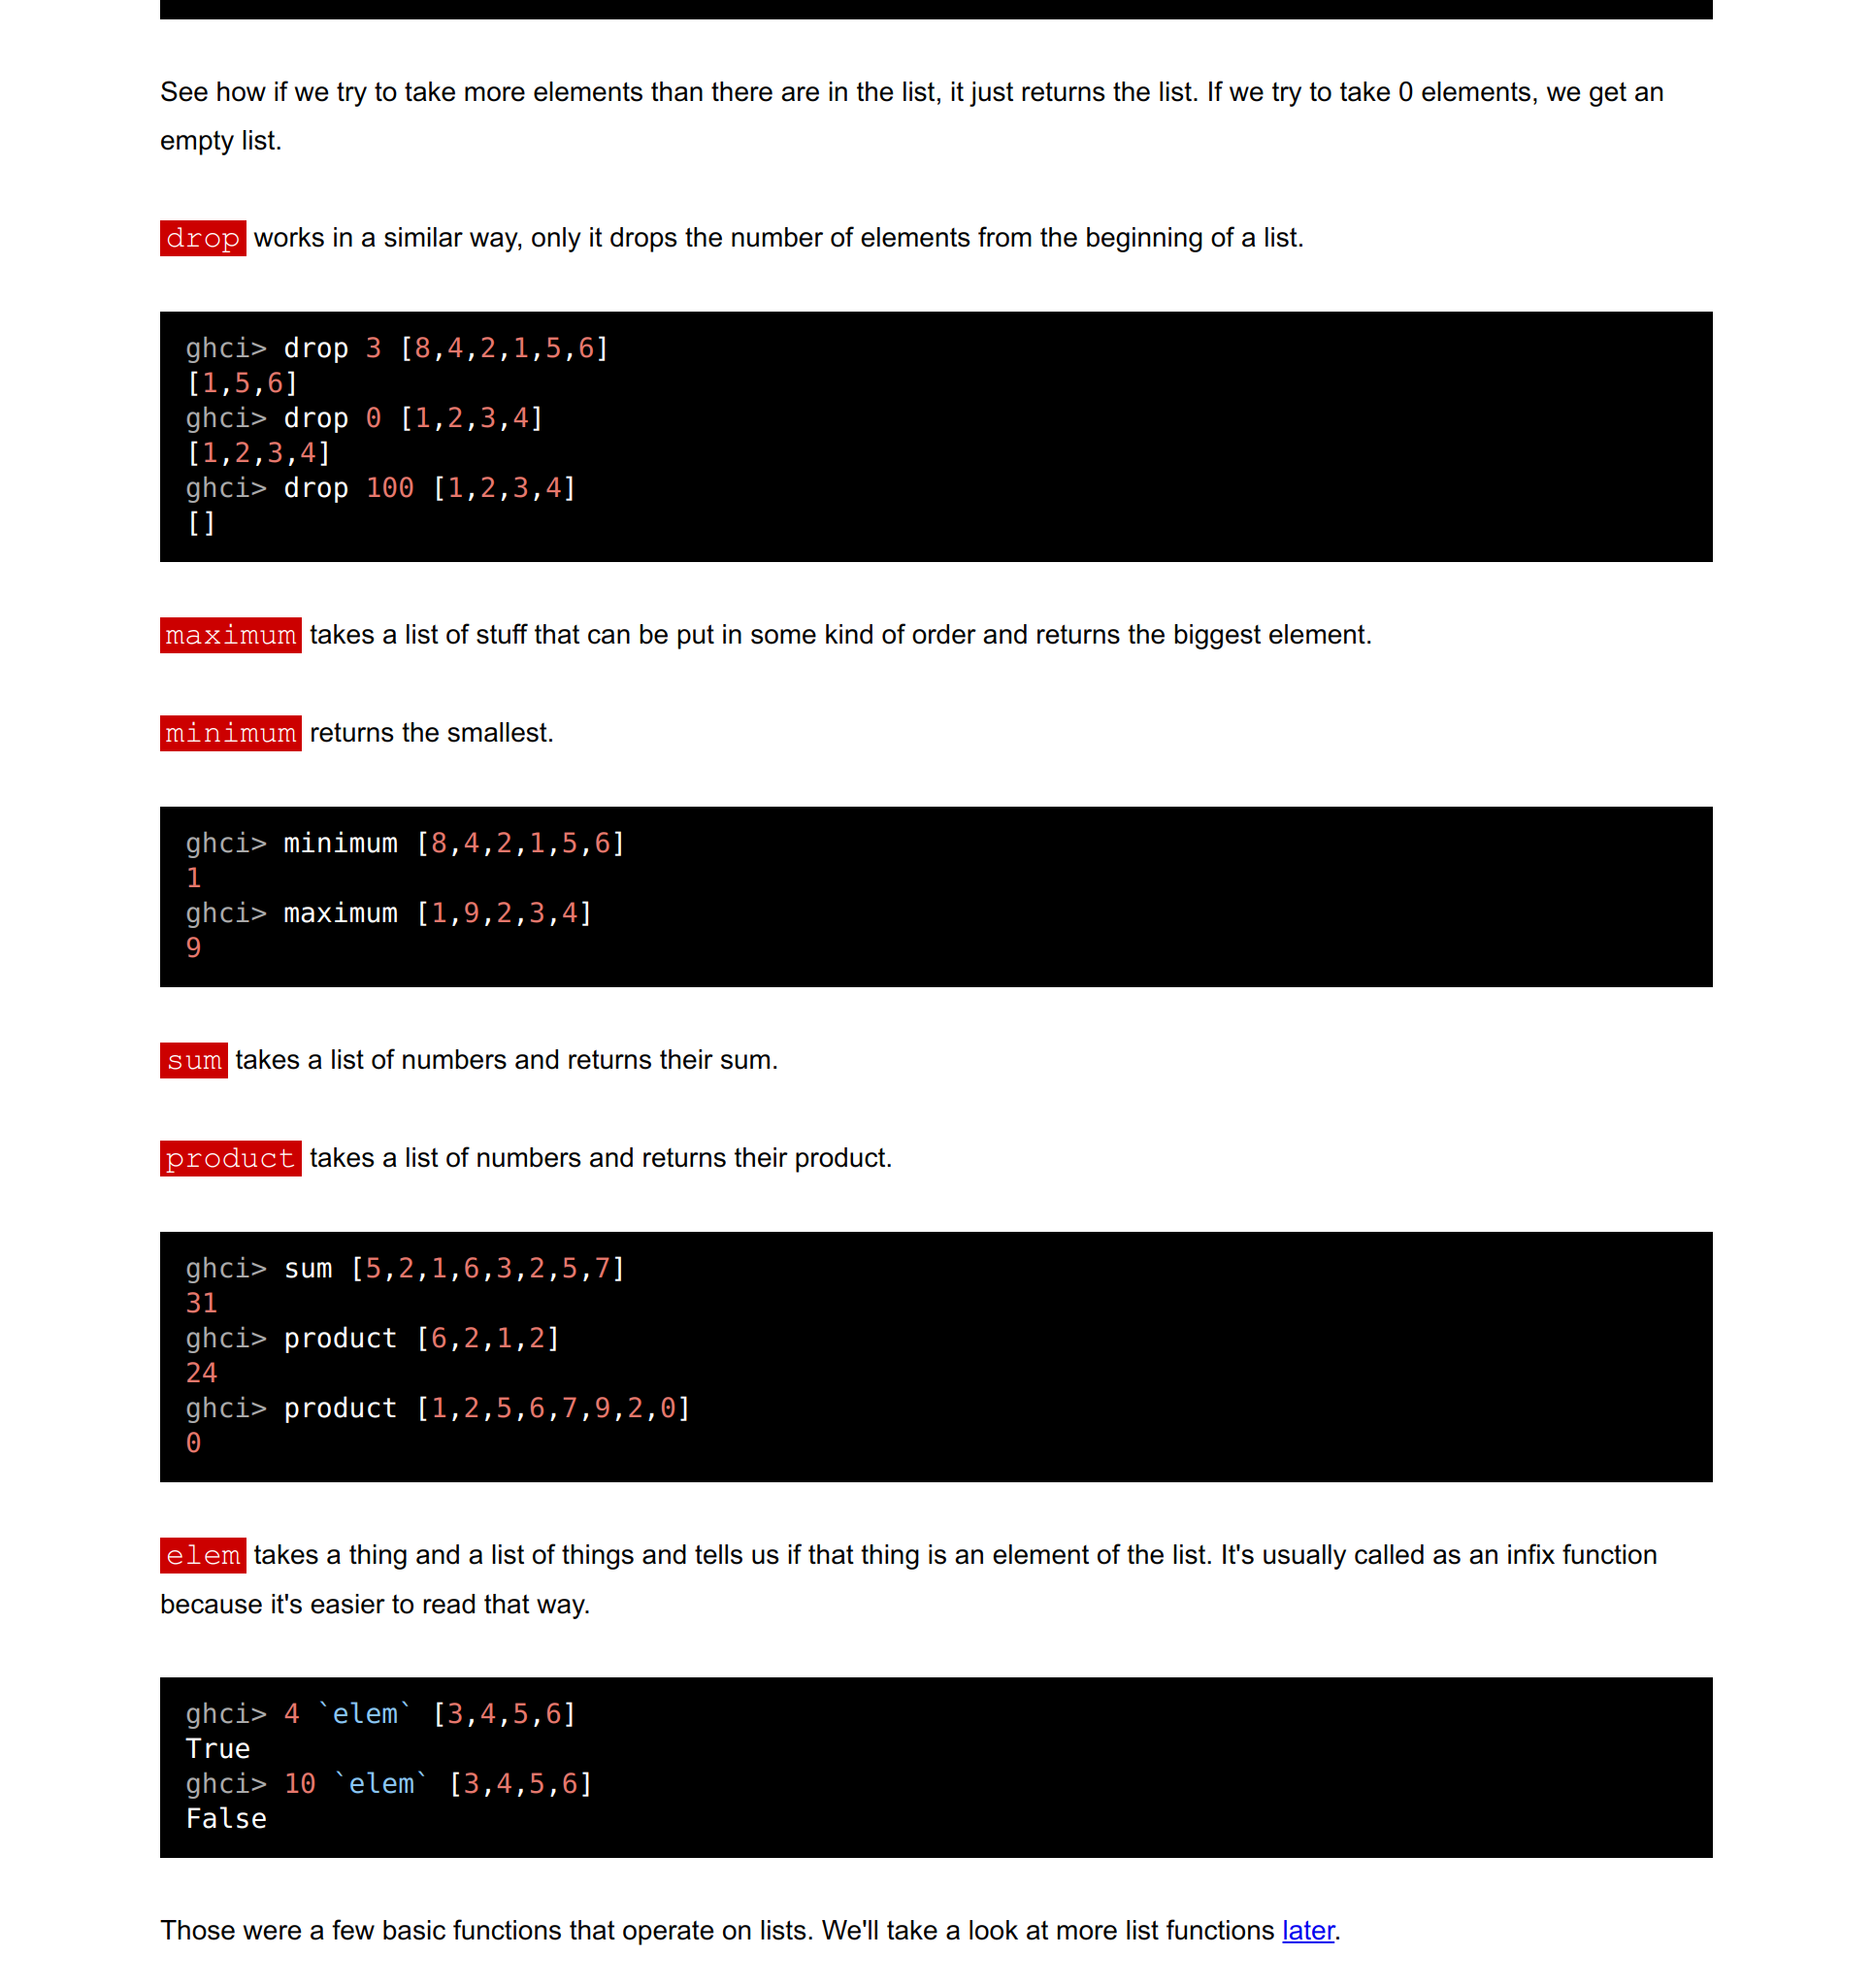 See how if we try to take more elements than there are in the list, it just returns the list. If we try to take 0 elements, we get an
empty list.
drop works in a similar way, only it drops the number of elements from the beginning of a list.
ghci> drop 3 [8,4,2,1,5,6]
[1,5,6]
ghci> drop 0 [1,2,3,4]
[1,2,3,4]
ghci> drop 100 [1,2,3,4]
[]
maximum takes a list of stuff that can be put in some kind of order and returns the biggest element.
minimum returns the smallest.
ghci> minimum [8,4,2,1,5,6]
1
ghci> maximum [1,9,2,3,4]
9
sum takes a list of numbers and returns their sum.
product takes a list of numbers and returns their product.
ghci> sum [5,2,1,6,3,2,5,7]
31
ghci> product [6,2,1,2]
24
ghci> product [1,2,5,6,7,9,2,0]
0
elem takes a thing and a list of things and tells us if that thing is an element of the list. It's usually called as an infix function
because it's easier to read that way.
ghci> 4 `elem` [3,4,5,6]
True
ghci> 10 `elem` [3,4,5,6]
False
Those were a few basic functions that operate on lists. We'll take a look at more list functions later.